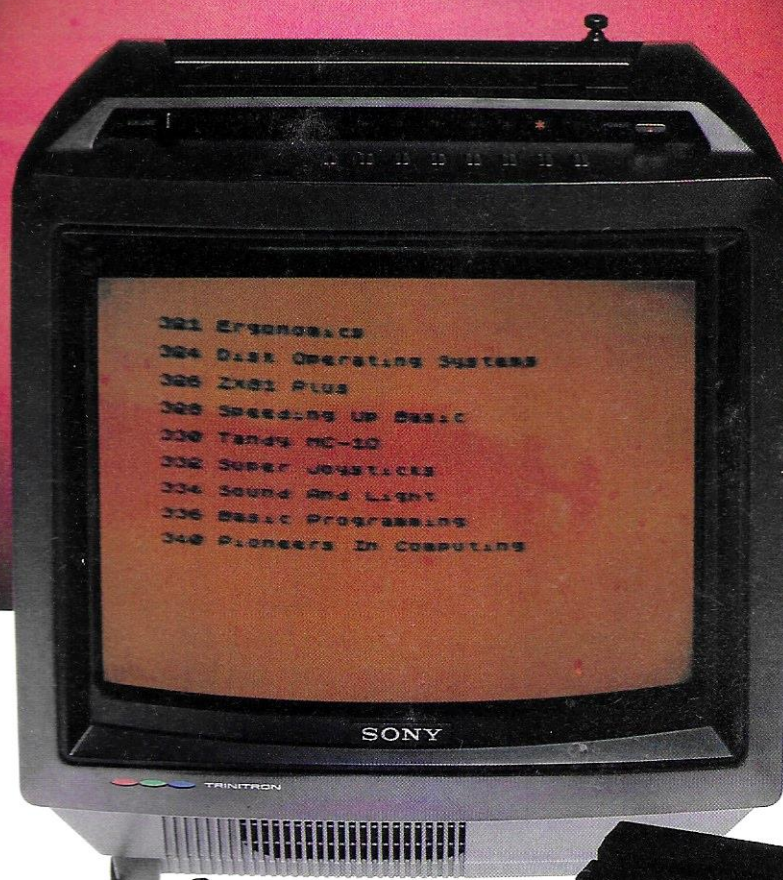 321 Ergonomics
324 Disk Operating Systems
326 ZX81 Plus
328 Speeding Up Basic
330 Tandy MC-10
332 Super Joysticks
334 Sound And Light
336 Basic Programming
340 Pioneers In Computing
SONY
TRINITRON